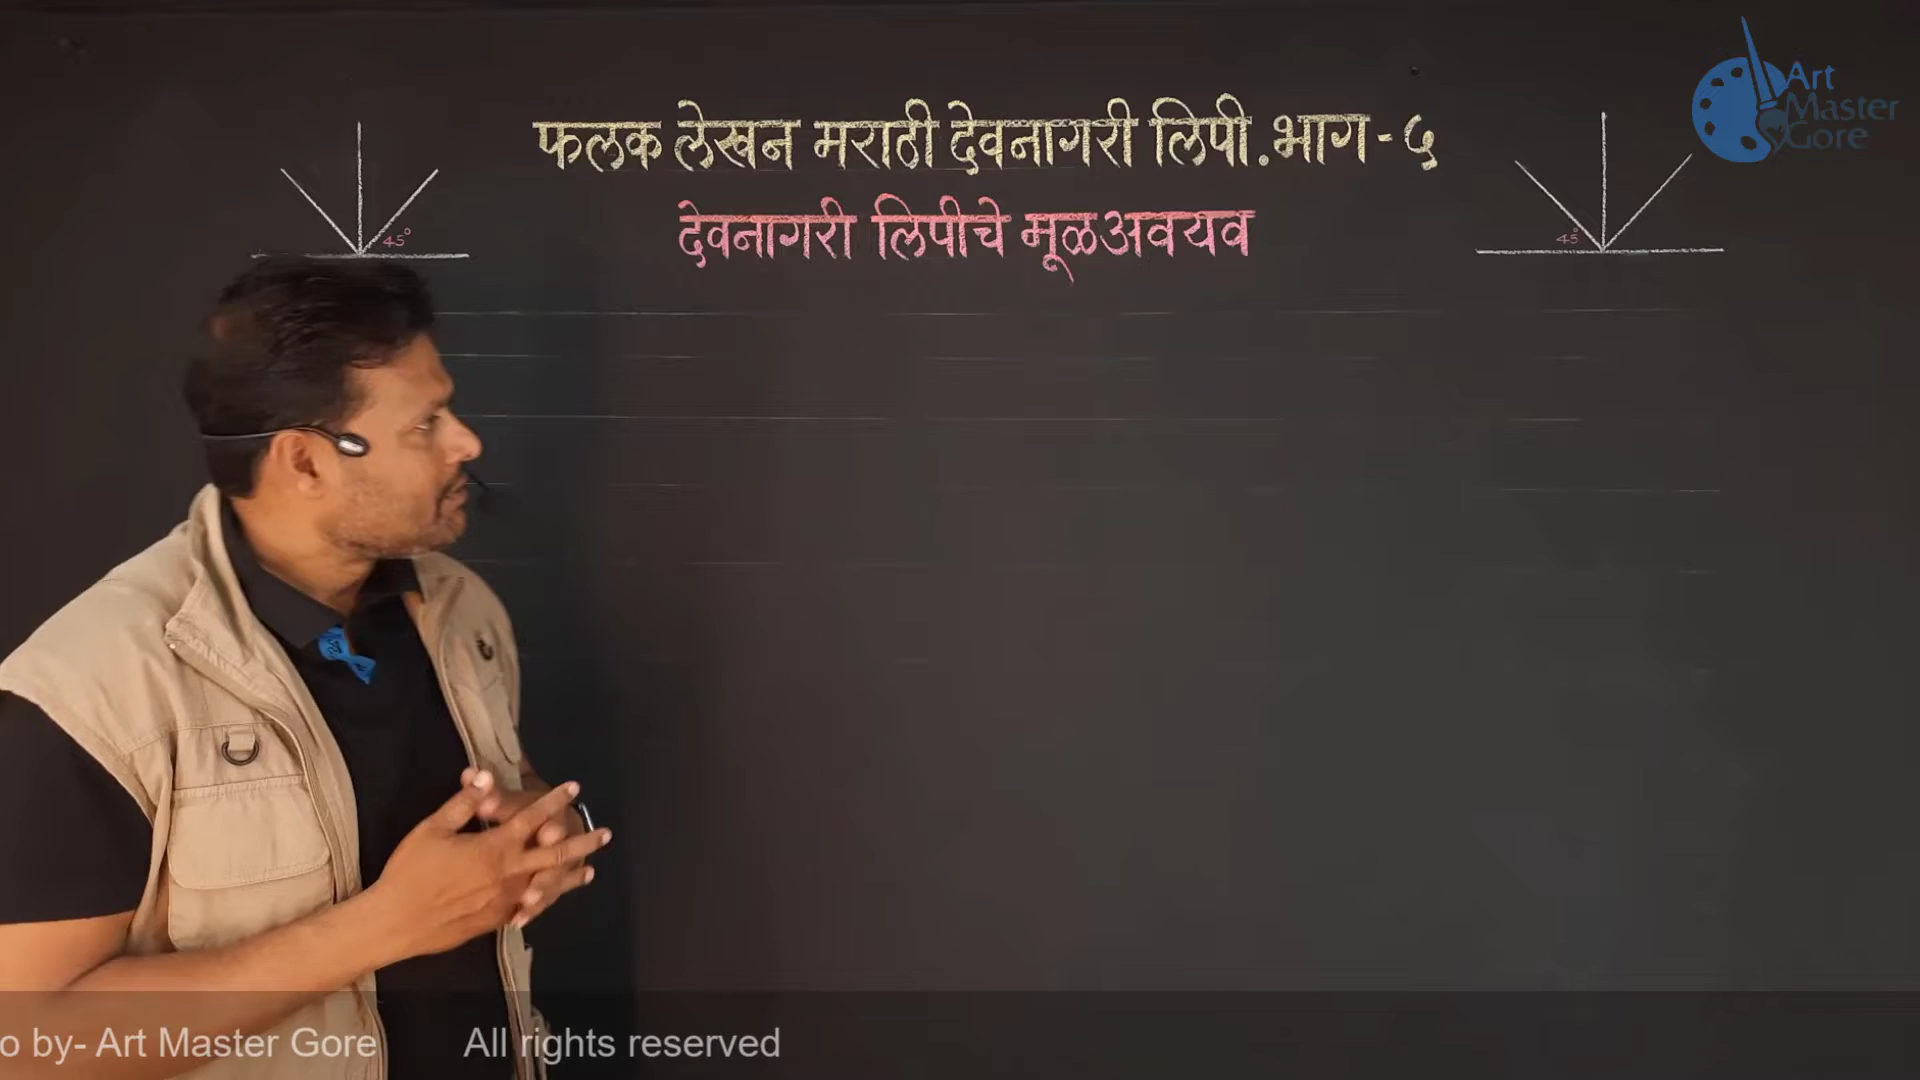 फलक लेखन मराठी देवनागरी लिपी. भाग - ५
देवनागरी लिपीचे मूळअवयव
45°
45°
Art
Master
Gore
o by- Art Master Gore All rights reserved